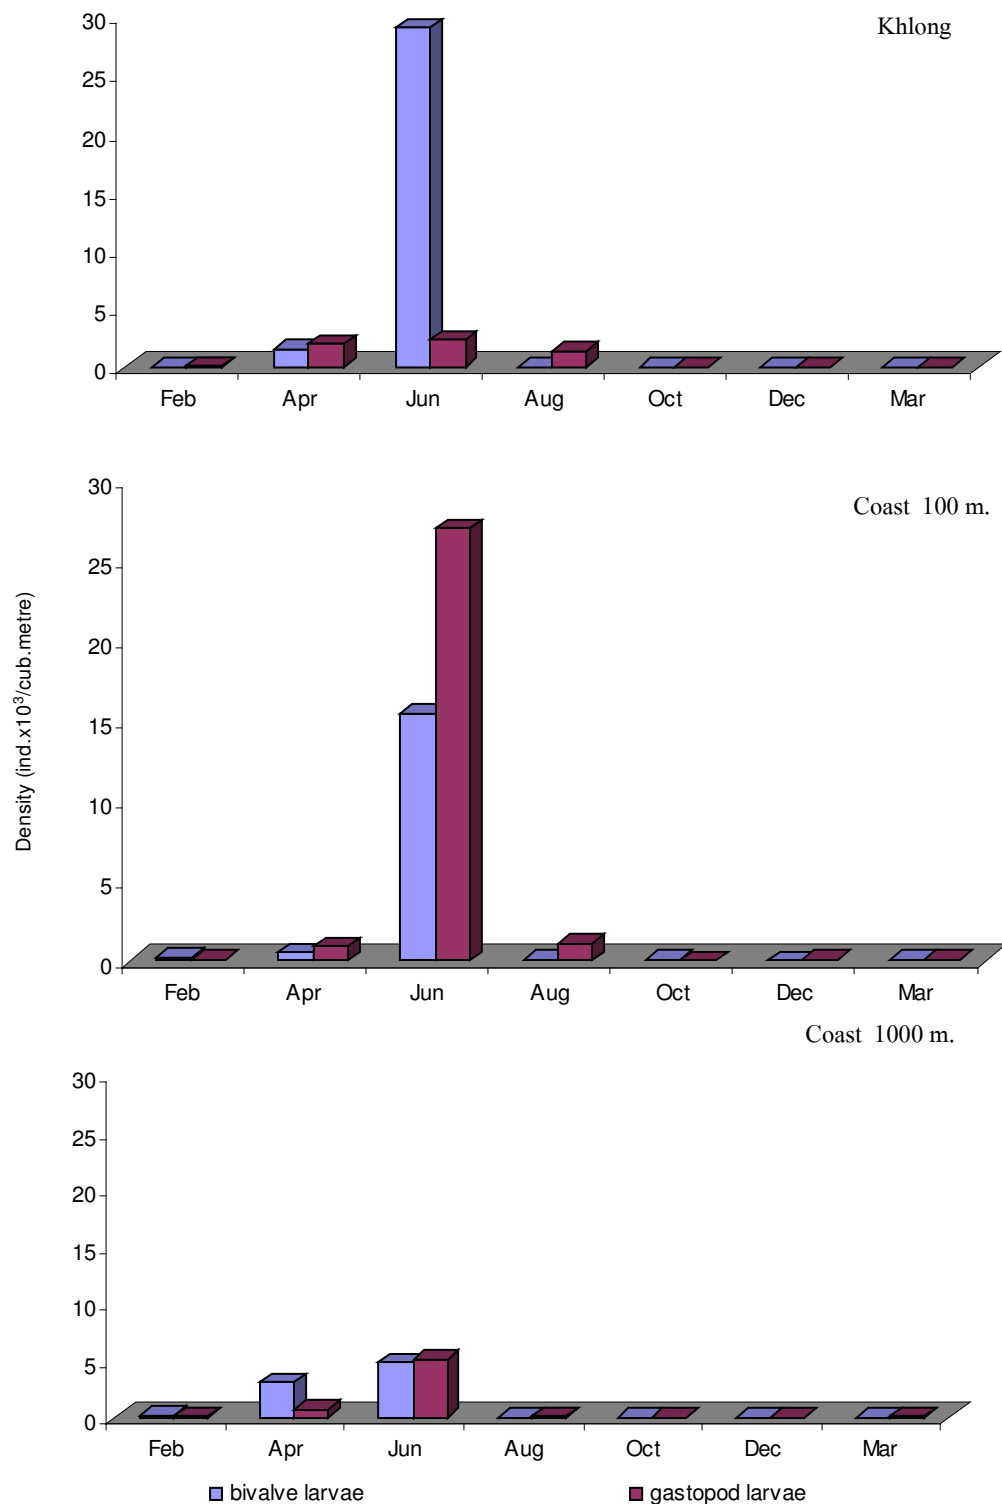 Khlong
30
25
20
15
10
5
0
Feb Apr Jun Aug Oct Dec Mar
Coast 100 m.
Density (ind.x10³/cub.metre)
30
25
20
15
10
5
0
Feb Apr Jun Aug Oct Dec Mar
Coast 1000 m.
30
25
20
15
10
5
0
Feb Apr Jun Aug Oct Dec Mar
bivalve larvae gastopod larvae